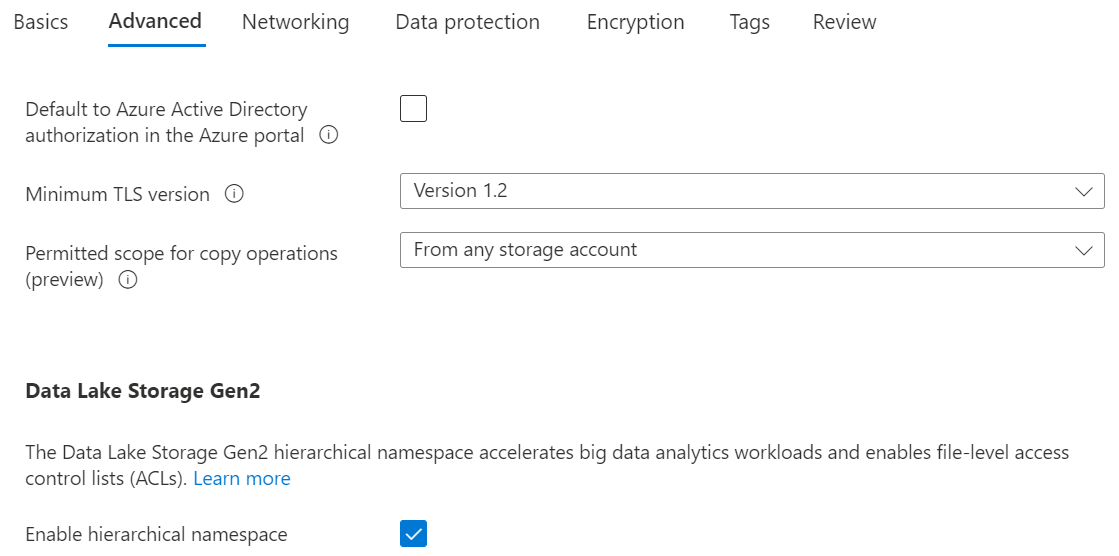 Basics Advanced Networking Data protection Encryption Tags Review
Default to Azure Active Directory
authorization in the Azure portal
Minimum TLS version
Version 1.2
Permitted scope for copy operations
(preview)
From any storage account
Data Lake Storage Gen2
The Data Lake Storage Gen2 hierarchical namespace accelerates big data analytics workloads and enables file-level access
control lists (ACLs). Learn more
Enable hierarchical namespace